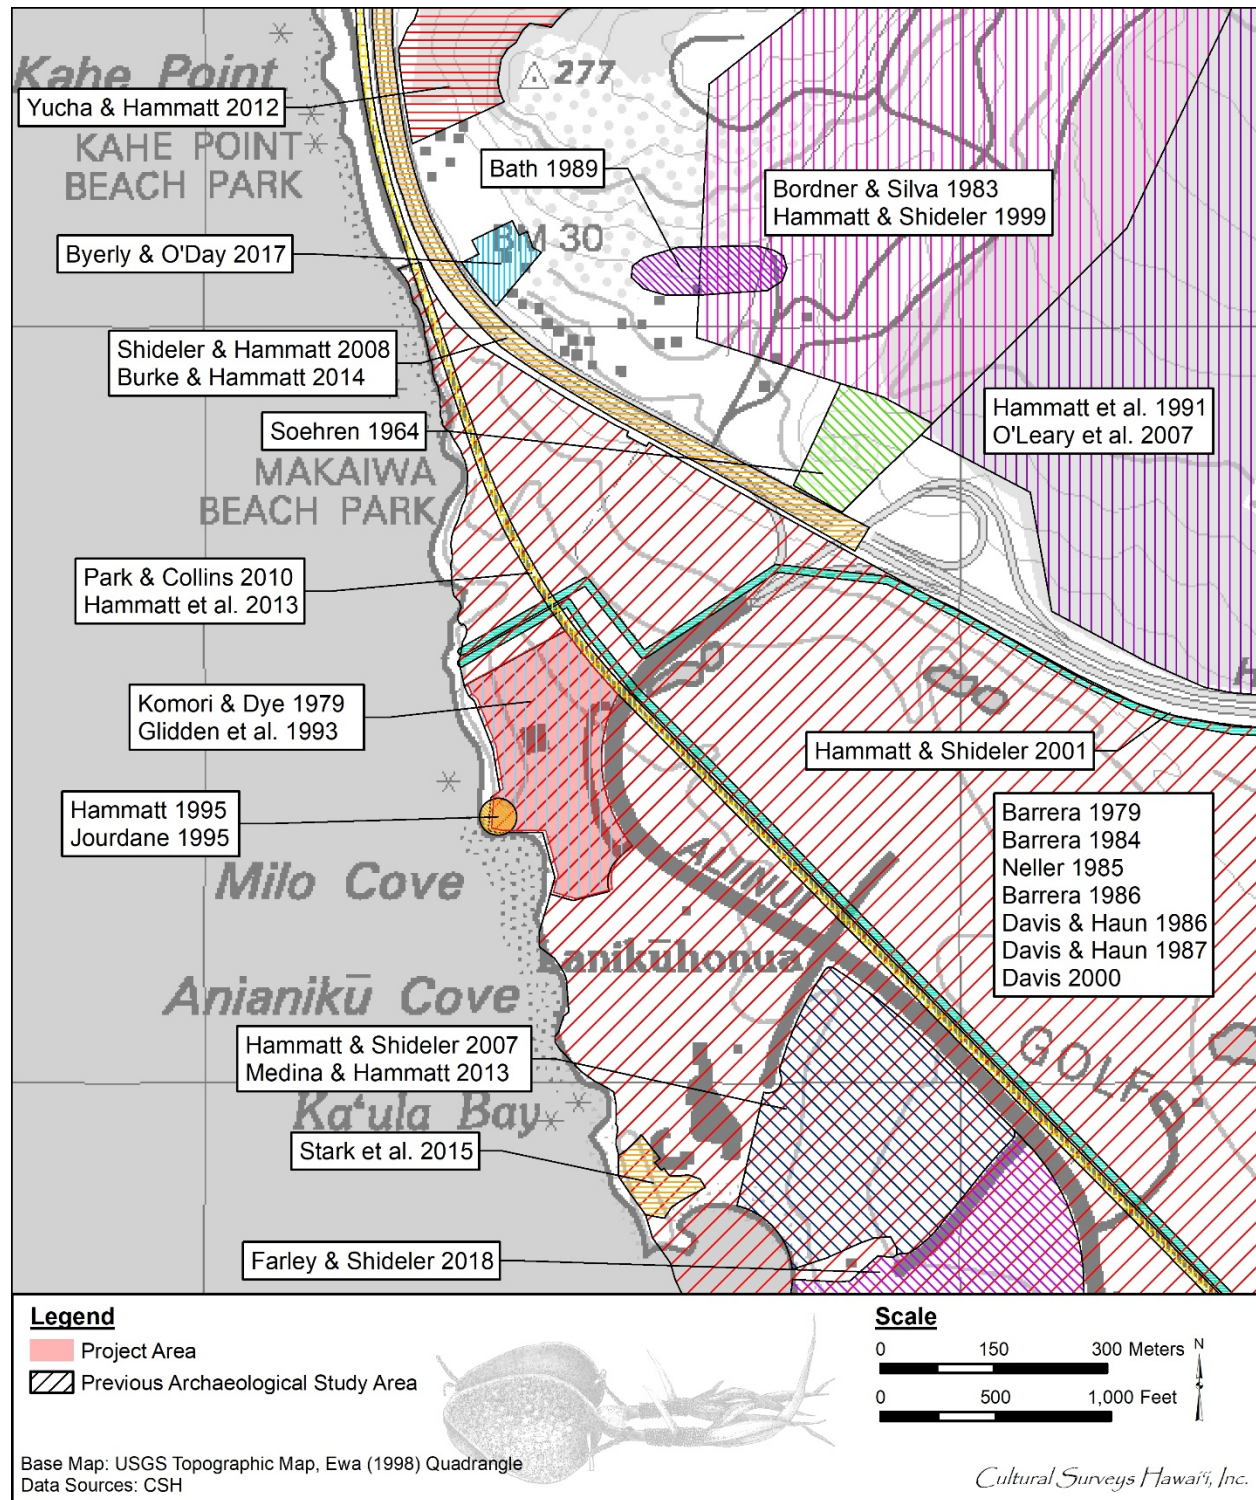 277
Kahe Point
Yucha & Hammatt 2012
KAHE POINT
BEACH PARK
Bath 1989
Bordner & Silva 1983
Hammatt & Shideler 1999
BM 30
Byerly & O'Day 2017
Shideler & Hammatt 2008
Burke & Hammatt 2014
Hammatt et al. 1991
O'Leary et al. 2007
Soehren 1964
MAKAIWA
BEACH PARK
Park & Collins 2010
Hammatt et al. 2013
H
Komori & Dye 1979
Glidden et al. 1993
Hammatt & Shideler 2001
Hammatt 1995
Jourdane 1995
Barrera 1979
Barrera 1984
Neller 1985
Barrera 1986
Davis & Haun 1986
Davis & Haun 1987
Davis 2000
ALIINUI
Milo Cove
Lanikūhonua
Anianikū Cove
Hammatt & Shideler 2007
Medina & Hammatt 2013
GOLF
Ka‘ula Bay
Stark et al. 2015
Farley & Shideler 2018
Legend
Project Area
Previous Archaeological Study Area
Scale
0 150 300 Meters
N
0 500 1,000 Feet
Base Map: USGS Topographic Map, Ewa (1998) Quadrangle
Data Sources: CSH
Cultural Surveys Hawai‘i, Inc.